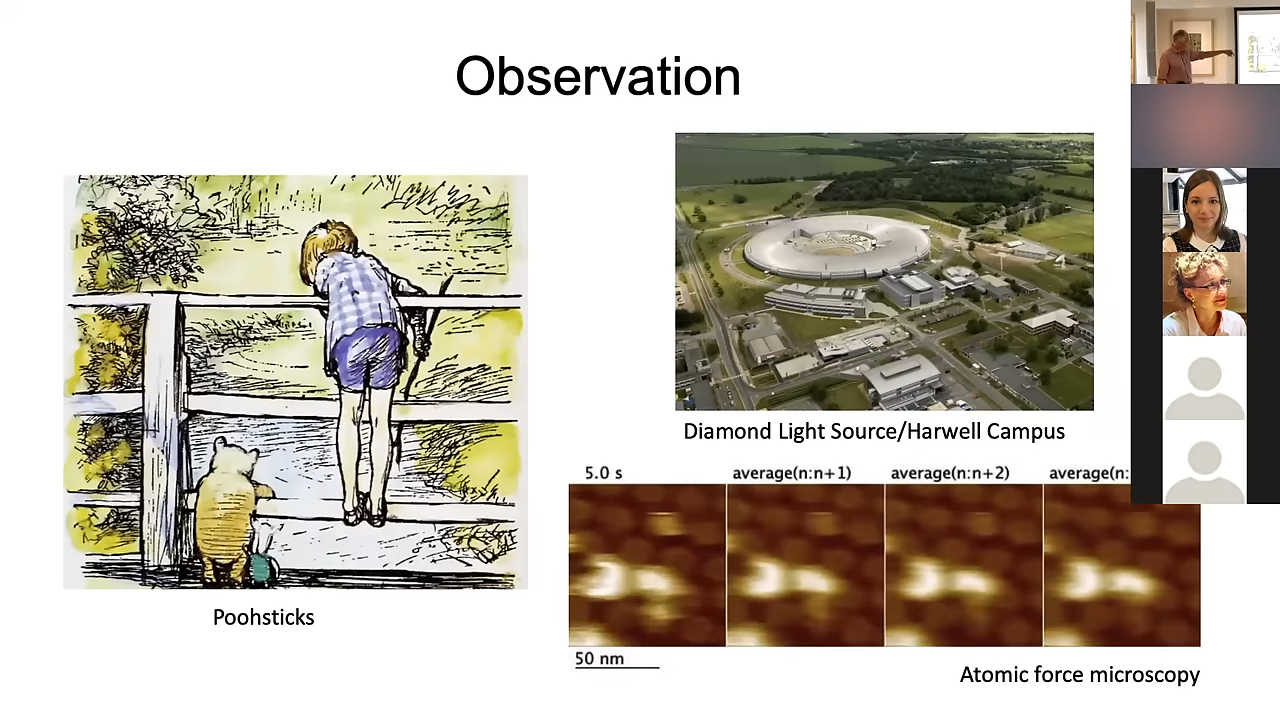 Observation
Poohsticks
Diamond Light Source/Harwell Campus
5.0 s
average(n:n+1)
average(n:n+2)
average(n:
50 nm
Atomic force microscopy